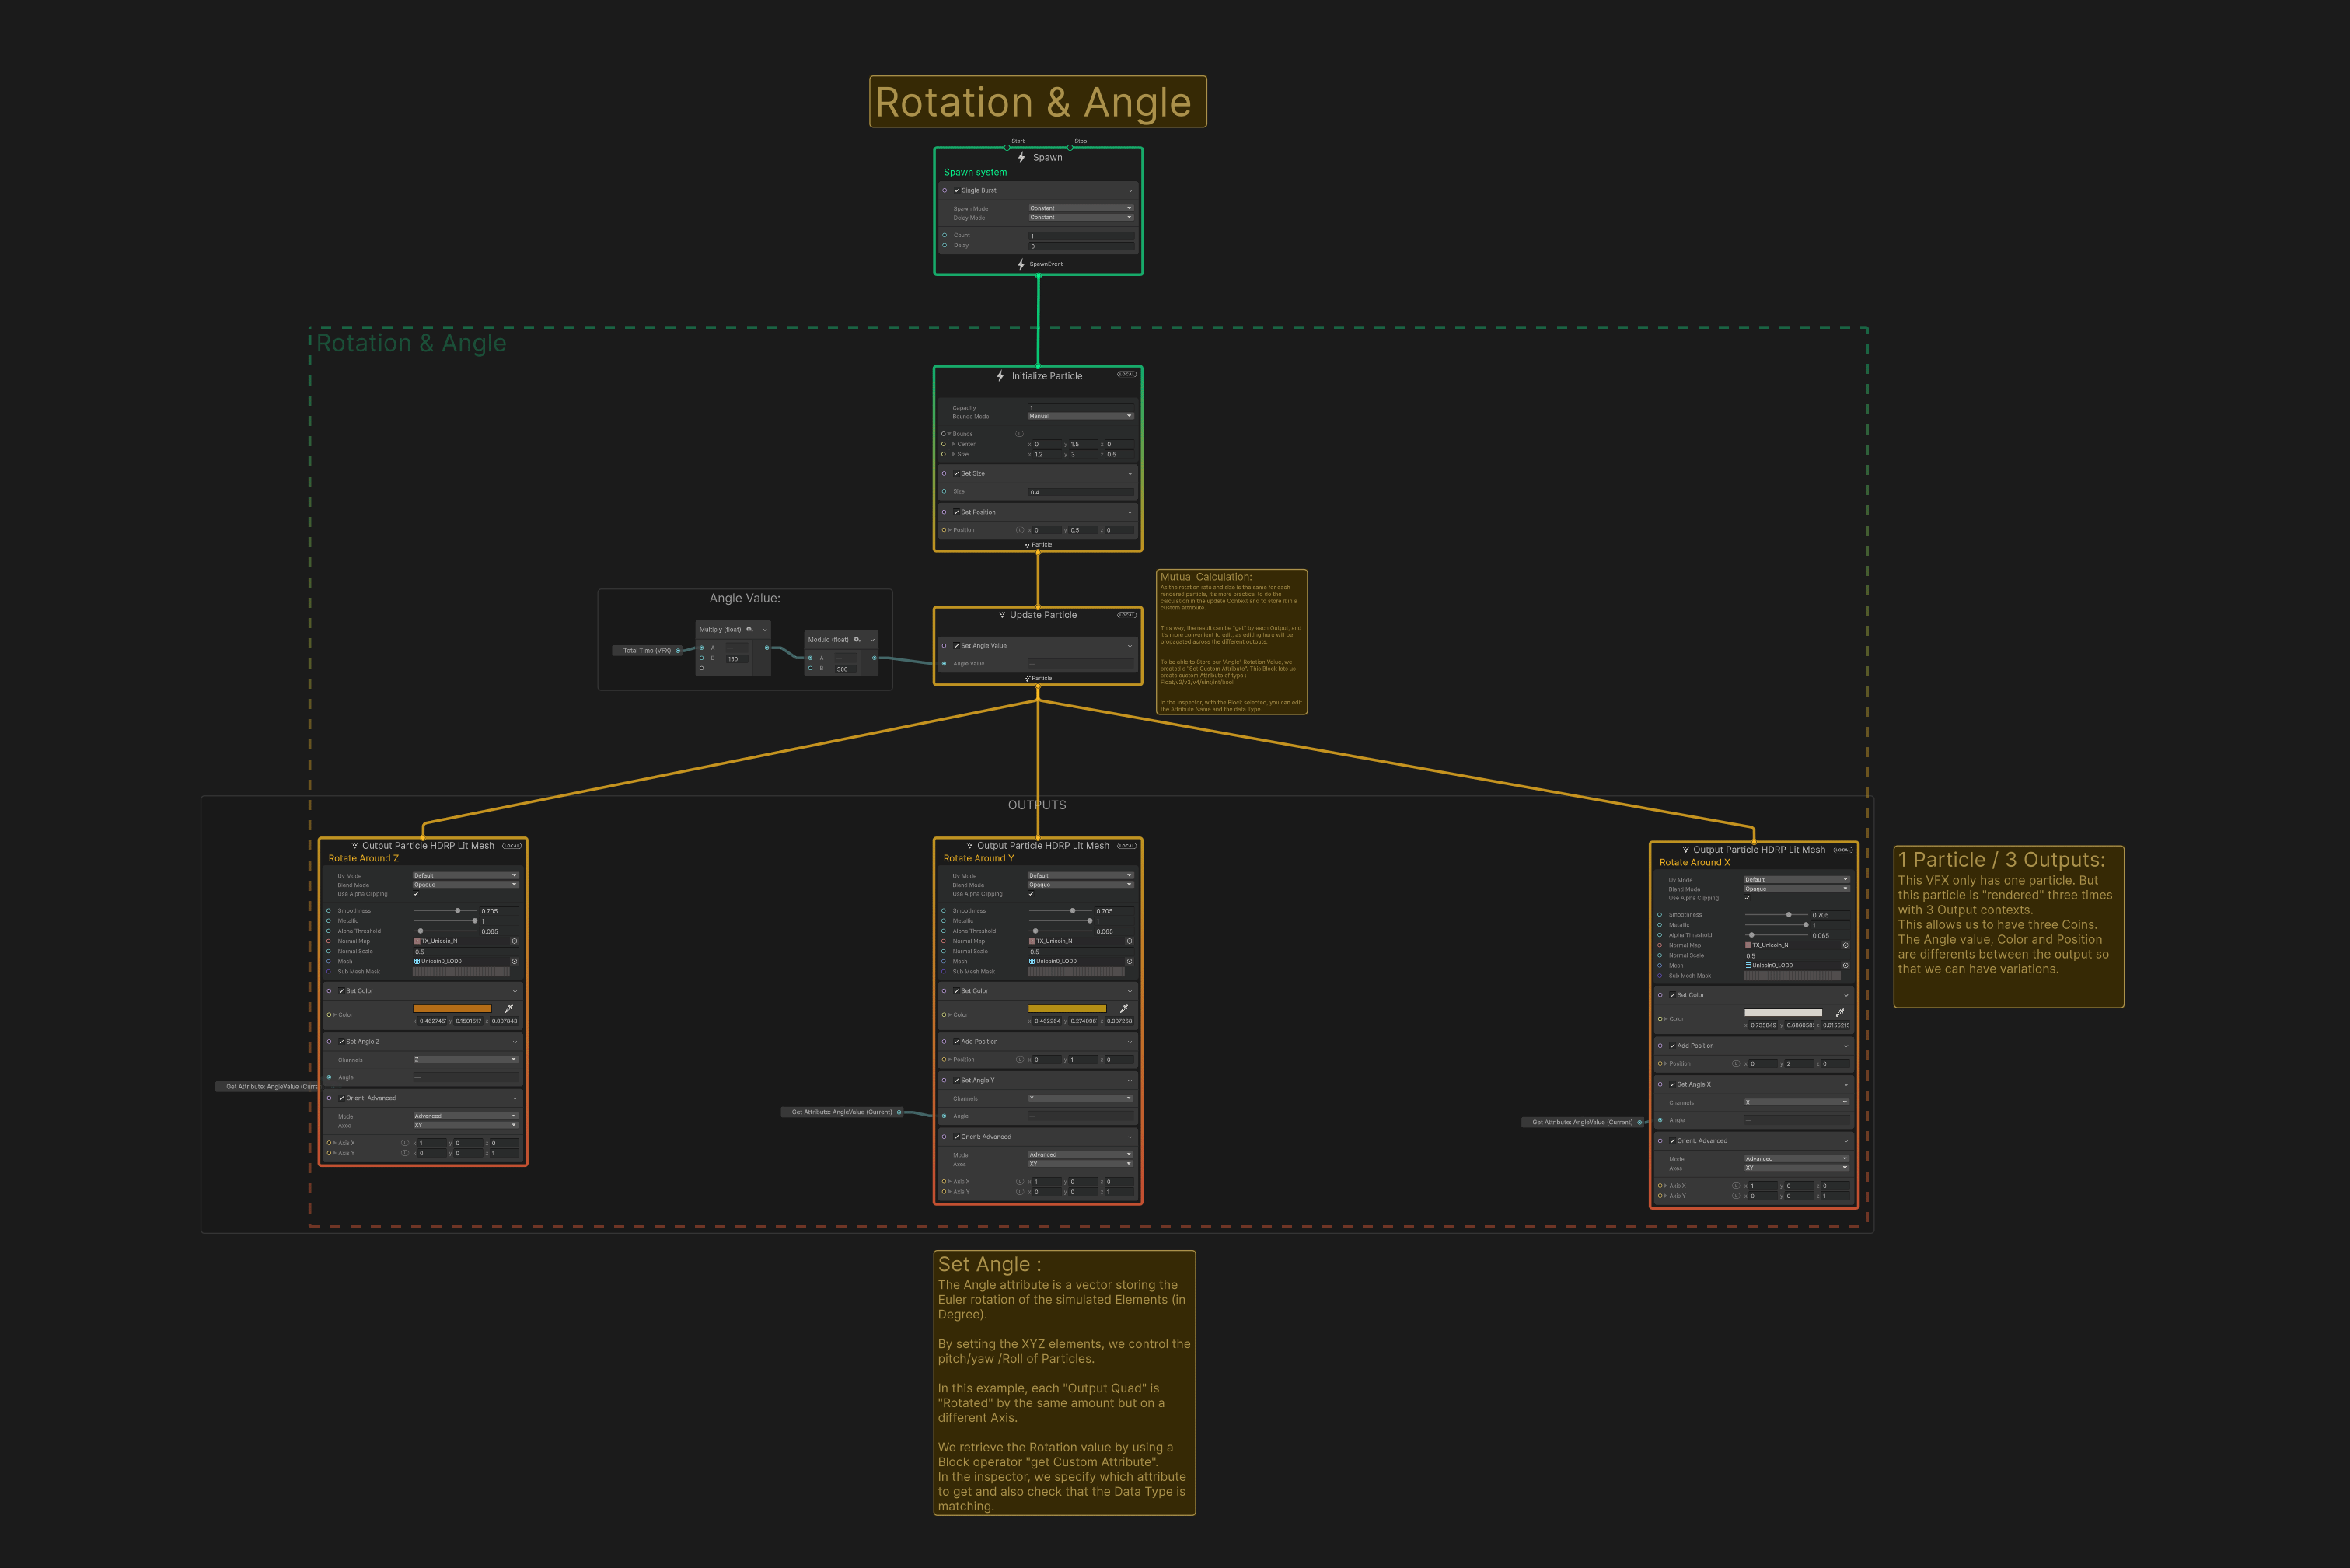 Rotation & Angle
Start
Stop
Spawn
Spawn system
Single Burst
Spawn Mode Constant
Delay Mode Constant
Count 1
Delay 0
SpawnEvent
Rotation & Angle
Initialize Particle LOCAL
Capacity 1
Bounds Mode Manual
Bounds L
Center x 0 y 1.5 z 0
Size x 1.2 y 3 z 0.5
Set Size
Size 0.4
Set Position
Position L x 0 y 0.5 z 0
Particle
Angle Value:
Total Time (VFX)
Multiply (float)
A
B 150
Modulo (float)
A
B 360
Update Particle LOCAL
Set Angle Value
Angle Value
Particle
Mutual Calculation:
As the rotation rate and size is the same for each
rendered particle, it's more practical to do the
calculation in the update Context and to store it in a
custom attribute.
This way, the result can be "get" by each Output, and
it's more convenient to edit, as editing here will be
propagated across the different outputs.
To be able to Store our "Angle" Rotation Value, we
created a "Set Custom Attribute". This Block lets us
create custom Attribute of type :
Float/v2/v3/v4/uint/int/bool
In the Inspector, with the Block selected, you can edit
the Attribute Name and the data Type.
OUTPUTS
Output Particle HDRP Lit Mesh LOCAL
Rotate Around Z
Uv Mode Default
Blend Mode Opaque
Use Alpha Clipping
Smoothness 0.705
Metallic 1
Alpha Threshold 0.065
Normal Map TX_Unicoin_N
Normal Scale 0.5
Mesh Unicoin0_LOD0
Sub Mesh Mask
Set Color
Color
x 0.462745 y 0.1501517 z 0.007843
Set Angle.Z
Channels Z
Angle
Get Attribute: AngleValue (Curr
Orient: Advanced
Mode Advanced
Axes XY
Axis X L x 1 y 0 z 0
Axis Y L x 0 y 0 z 1
Output Particle HDRP Lit Mesh LOCAL
Rotate Around Y
Uv Mode Default
Blend Mode Opaque
Use Alpha Clipping
Smoothness 0.705
Metallic 1
Alpha Threshold 0.065
Normal Map TX_Unicoin_N
Normal Scale 0.5
Mesh Unicoin0_LOD0
Sub Mesh Mask
Set Color
Color
x 0.462264 y 0.274098 z 0.007268
Add Position
Position L x 0 y 1 z 0
Set Angle.Y
Channels Y
Get Attribute: AngleValue (Current)
Angle
Orient: Advanced
Mode Advanced
Axes XY
Axis X L x 1 y 0 z 0
Axis Y L x 0 y 0 z 1
Output Particle HDRP Lit Mesh LOCAL
Rotate Around X
Uv Mode Default
Blend Mode Opaque
Use Alpha Clipping
Smoothness 0.705
Metallic 1
Alpha Threshold 0.065
Normal Map TX_Unicoin_N
Normal Scale 0.5
Mesh Unicoin0_LOD0
Sub Mesh Mask
Set Color
Color
x 0.735849 y 0.686058 z 0.615521
Add Position
Position L x 0 y 2 z 0
Set Angle.X
Channels X
Get Attribute: AngleValue (Current)
Angle
Orient: Advanced
Mode Advanced
Axes XY
Axis X L x 1 y 0 z 0
Axis Y L x 0 y 0 z 1
1 Particle / 3 Outputs:
This VFX only has one particle. But
this particle is "rendered" three times
with 3 Output contexts.
This allows us to have three Coins.
The Angle value, Color and Position
are differents between the output so
that we can have variations.
Set Angle :
The Angle attribute is a vector storing the
Euler rotation of the simulated Elements (in
Degree).
By setting the XYZ elements, we control the
pitch/yaw /Roll of Particles.
In this example, each "Output Quad" is
"Rotated" by the same amount but on a
different Axis.
We retrieve the Rotation value by using a
Block operator "get Custom Attribute".
In the inspector, we specify which attribute
to get and also check that the Data Type is
matching.